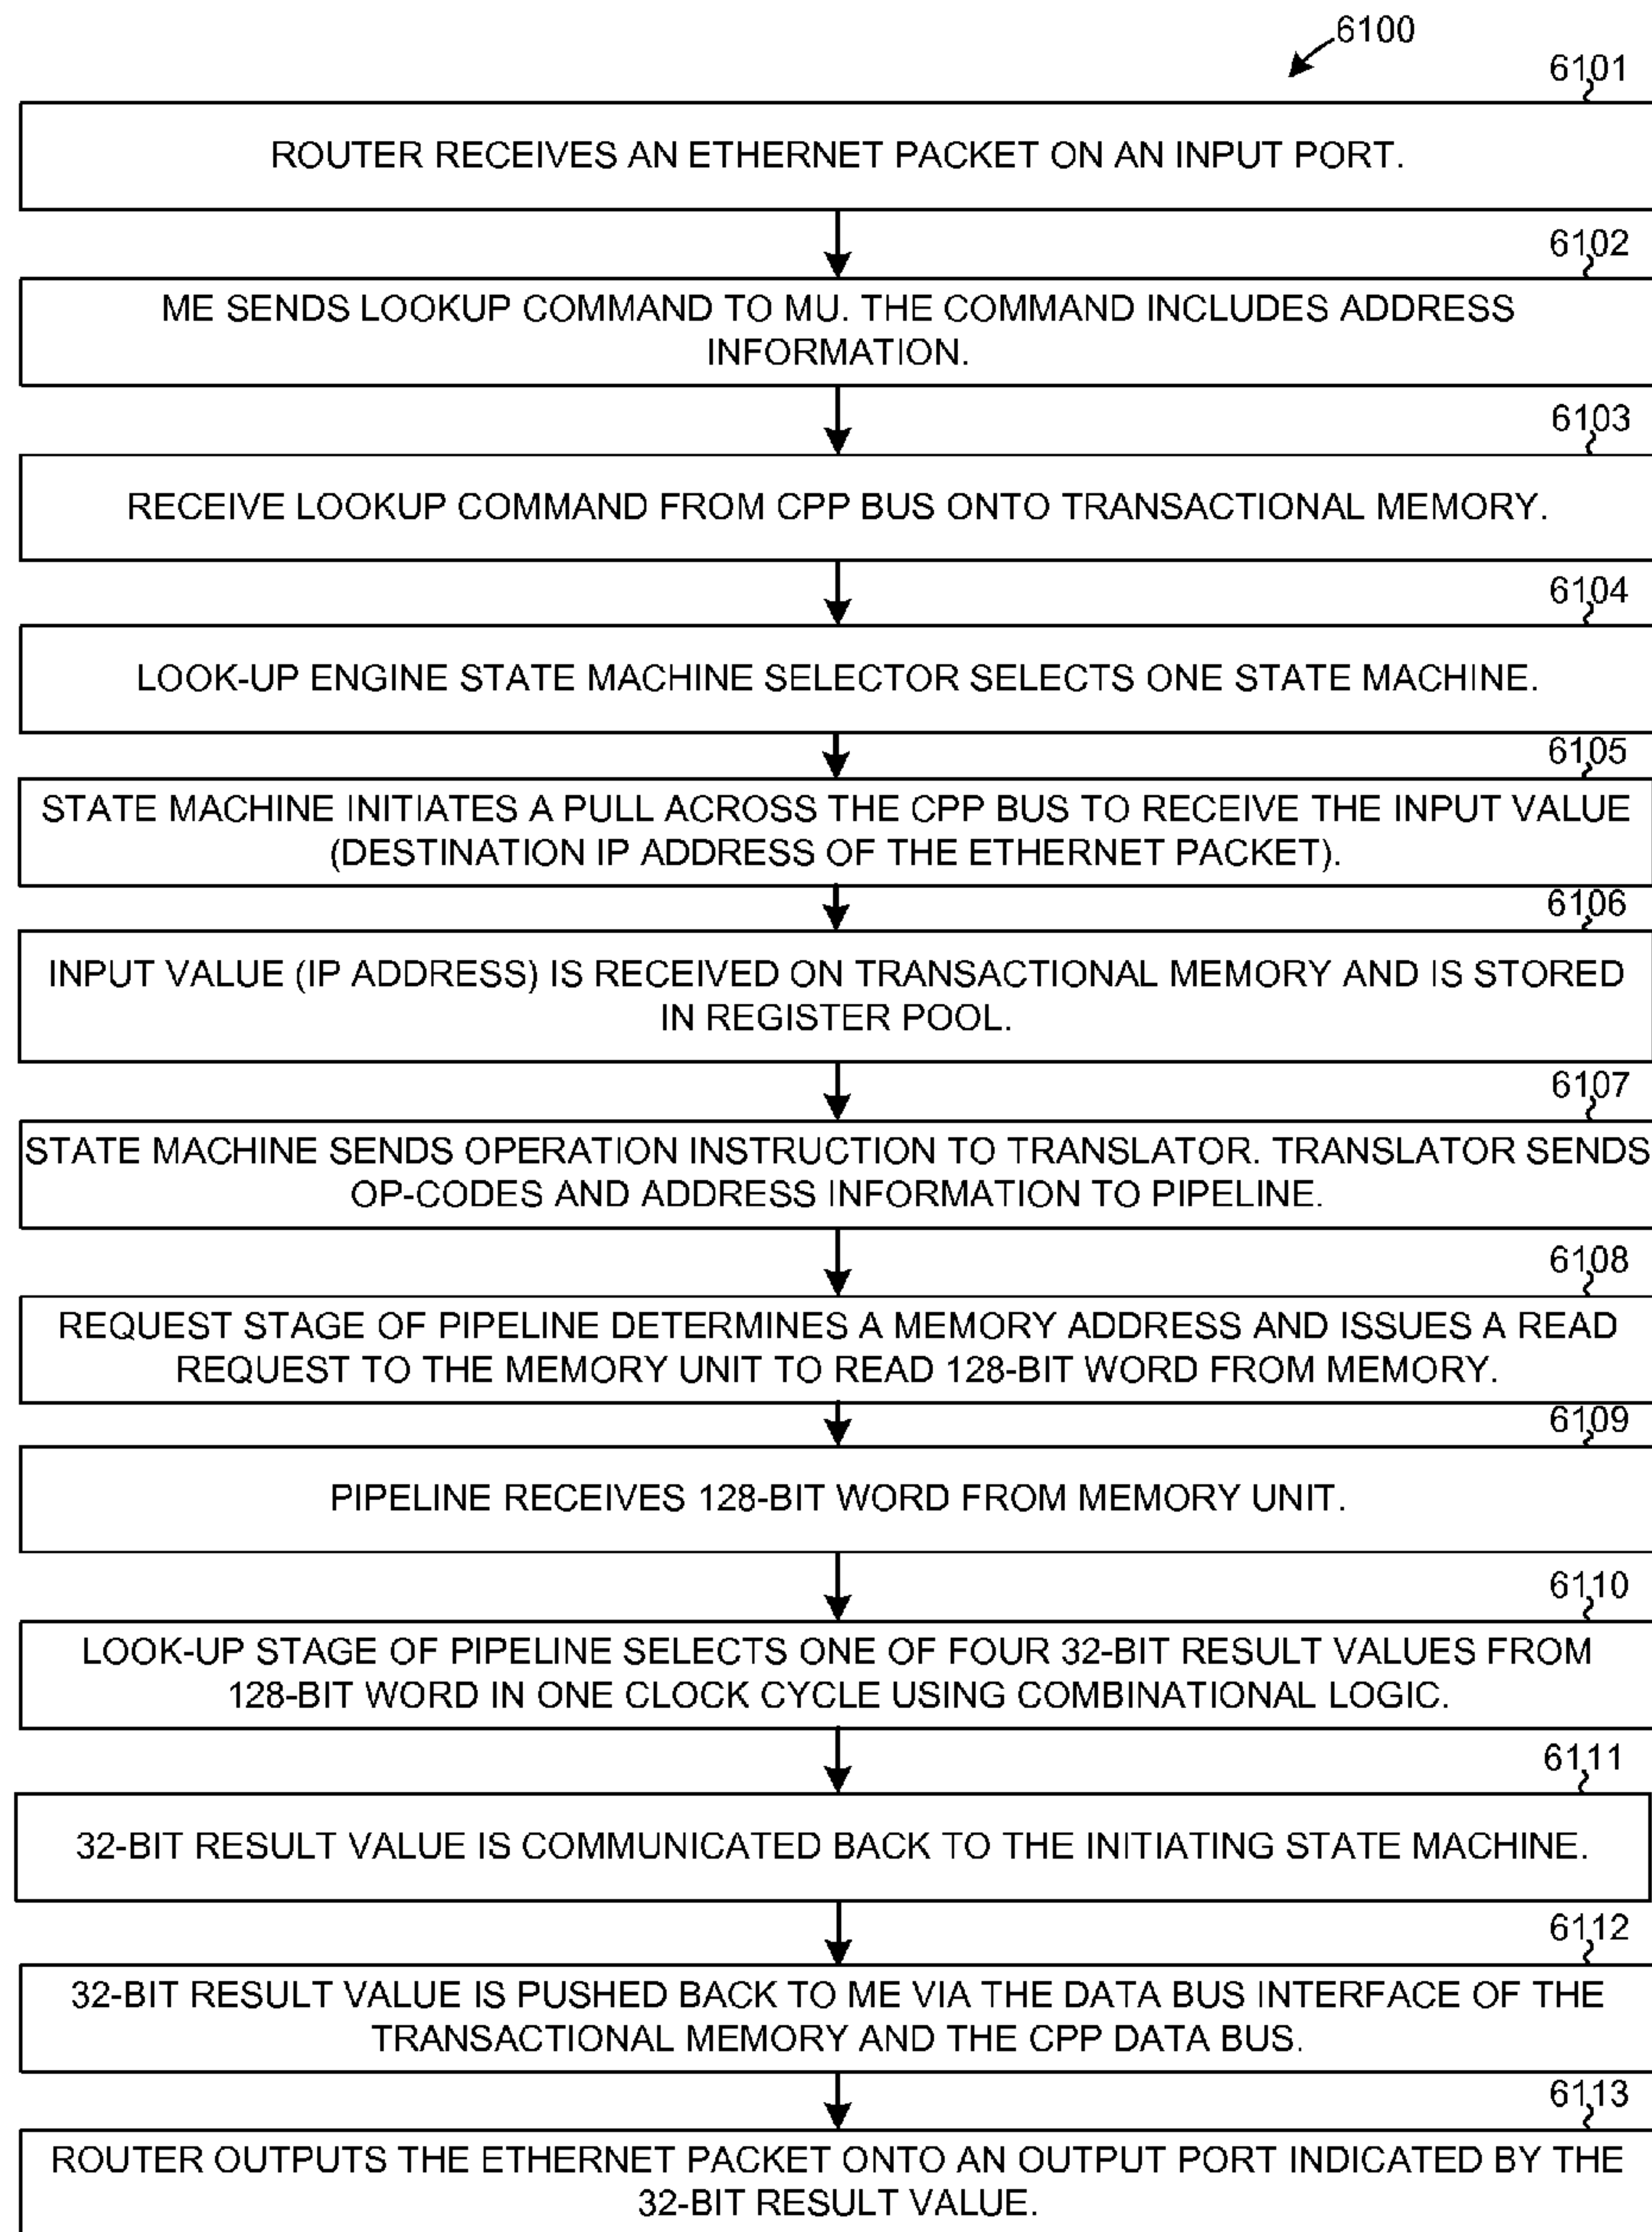 6100
6101
ROUTER RECEIVES AN ETHERNET PACKET ON AN INPUT PORT.
6102
ME SENDS LOOKUP COMMAND TO MU. THE COMMAND INCLUDES ADDRESS
INFORMATION.
6103
RECEIVE LOOKUP COMMAND FROM CPP BUS ONTO TRANSACTIONAL MEMORY.
6104
LOOK-UP ENGINE STATE MACHINE SELECTOR SELECTS ONE STATE MACHINE.
6105
STATE MACHINE INITIATES A PULL ACROSS THE CPP BUS TO RECEIVE THE INPUT VALUE
(DESTINATION IP ADDRESS OF THE ETHERNET PACKET).
6106
INPUT VALUE (IP ADDRESS) IS RECEIVED ON TRANSACTIONAL MEMORY AND IS STORED
IN REGISTER POOL.
6107
STATE MACHINE SENDS OPERATION INSTRUCTION TO TRANSLATOR. TRANSLATOR SENDS
OP-CODES AND ADDRESS INFORMATION TO PIPELINE.
6108
REQUEST STAGE OF PIPELINE DETERMINES A MEMORY ADDRESS AND ISSUES A READ
REQUEST TO THE MEMORY UNIT TO READ 128-BIT WORD FROM MEMORY.
6109
PIPELINE RECEIVES 128-BIT WORD FROM MEMORY UNIT.
6110
LOOK-UP STAGE OF PIPELINE SELECTS ONE OF FOUR 32-BIT RESULT VALUES FROM
128-BIT WORD IN ONE CLOCK CYCLE USING COMBINATIONAL LOGIC.
6111
32-BIT RESULT VALUE IS COMMUNICATED BACK TO THE INITIATING STATE MACHINE.
6112
32-BIT RESULT VALUE IS PUSHED BACK TO ME VIA THE DATA BUS INTERFACE OF THE
TRANSACTIONAL MEMORY AND THE CPP DATA BUS.
6113
ROUTER OUTPUTS THE ETHERNET PACKET ONTO AN OUTPUT PORT INDICATED BY THE
32-BIT RESULT VALUE.